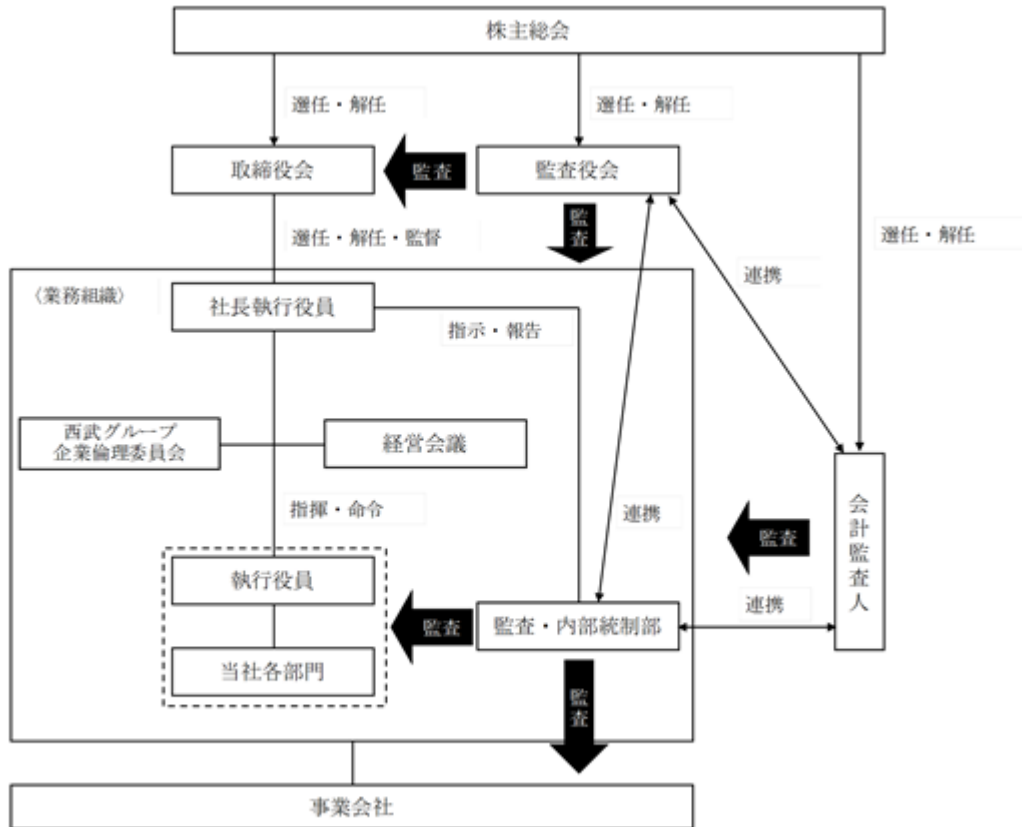 株主総会
選任・解任
選任・解任
取締役会
監査
監査役会
選任・解任・監督
監査
選任・解任
連携
〈業務組織〉
社長執行役員
指示・報告
西武グループ
企業倫理委員会
経営会議
指揮・命令
連携
監査
会計監査人
執行役員
監査
監査・内部統制部
連携
当社各部門
監査
事業会社